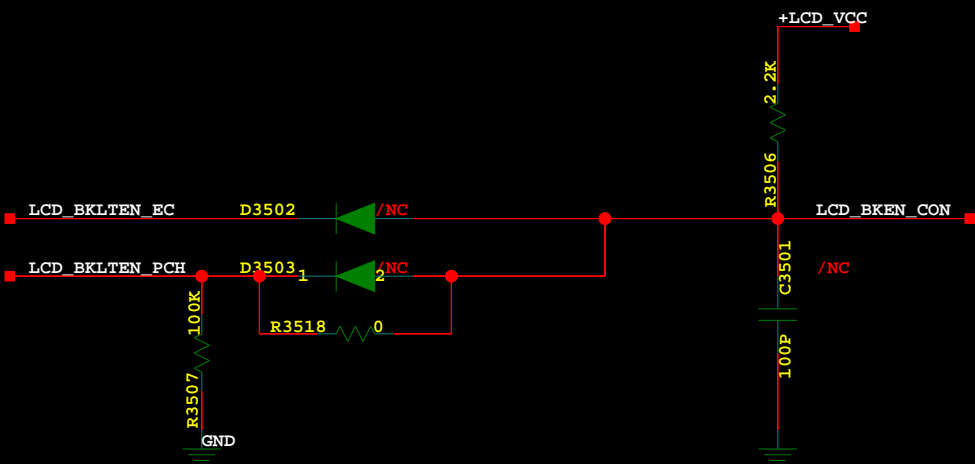 +LCD_VCC
2.2K
R3506
LCD_BKLTEN_EC
D3502
/NC
LCD_BKEN_CON
LCD_BKLTEN_PCH
D3503
1
2
/NC
C3501
/NC
100K
R3518
0
100P
R3507
GND